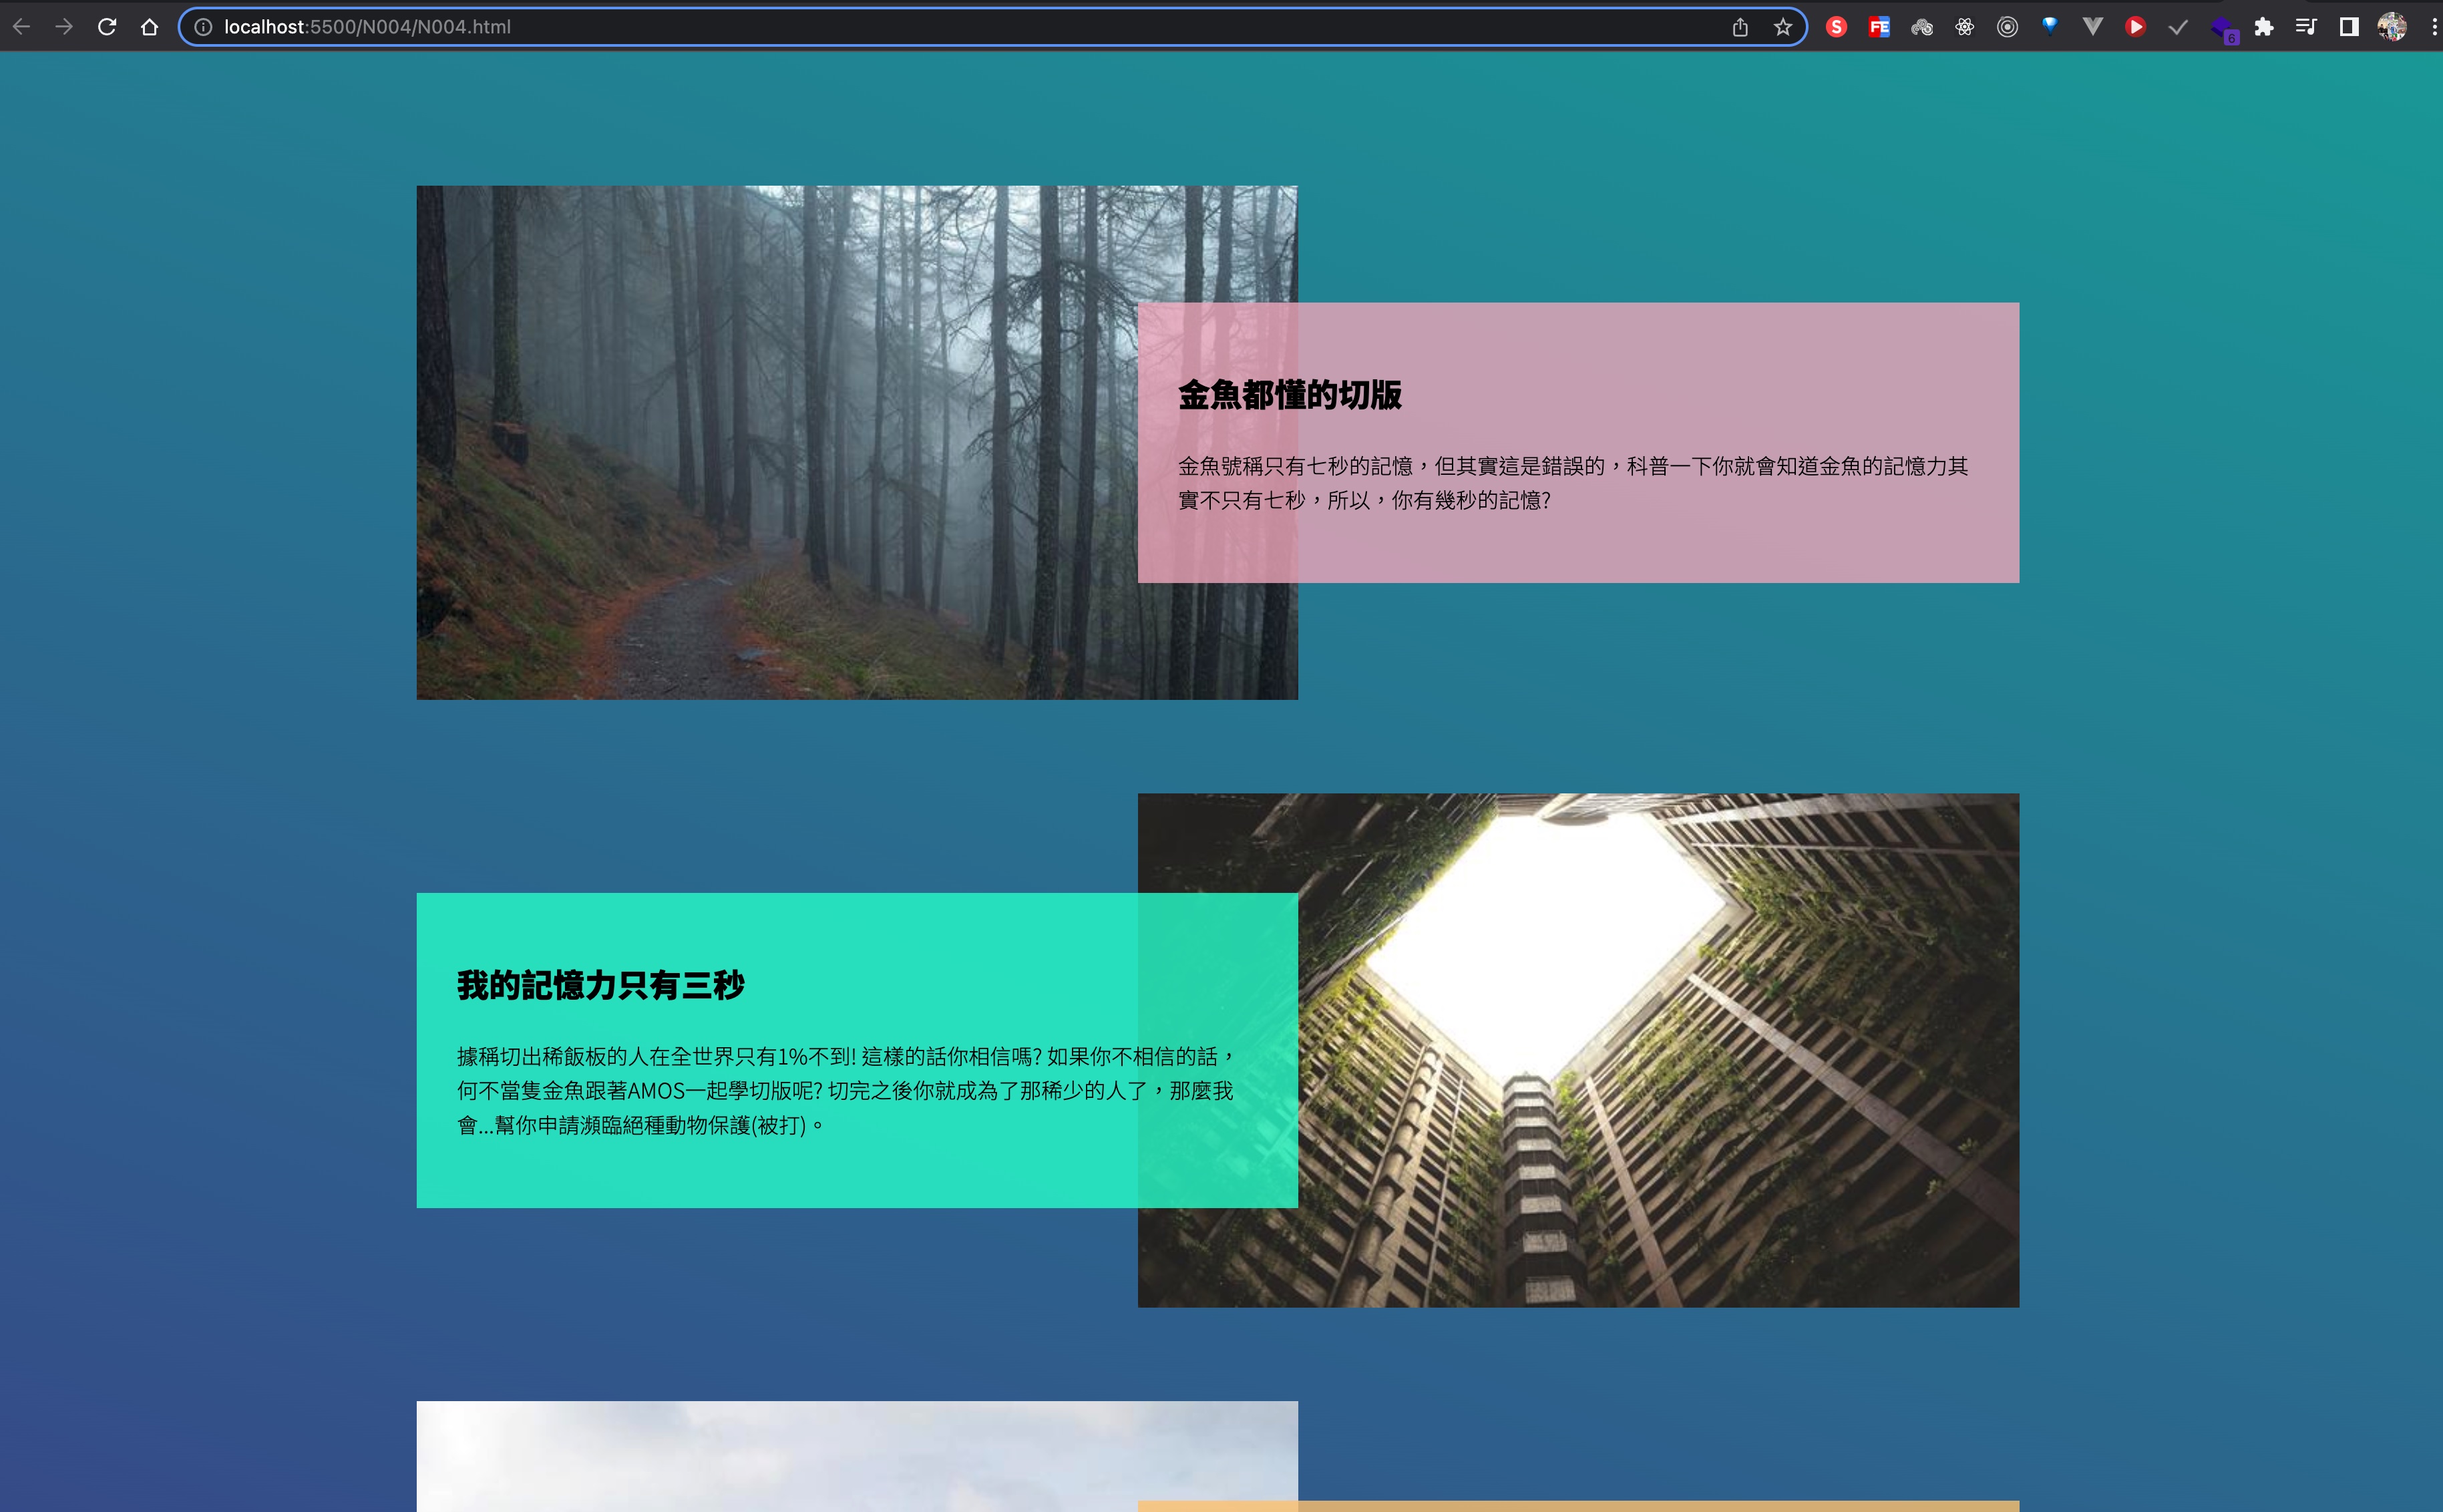 localhost:5500/N004/N004.html
S
FE
6
金魚都懂的切版
金魚號稱只有七秒的記憶，但其實這是錯誤的，科普一下你就會知道金魚的記憶力其
實不只有七秒，所以，你有幾秒的記憶?
我的記憶力只有三秒
據稱切出稀飯板的人在全世界只有1%不到! 這樣的話你相信嗎? 如果你不相信的話，
何不當隻金魚跟著AMOS一起學切版呢? 切完之後你就成為了那稀少的人了，那麼我
會...幫你申請瀕臨絕種動物保護(被打)。